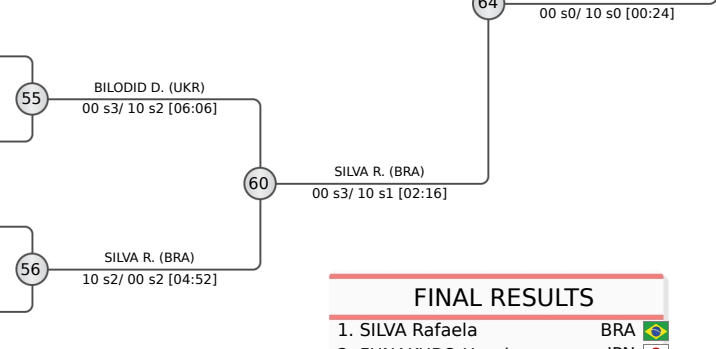 64
00 s0/ 10 s0 [00:24]
55
BILODID D. (UKR)
00 s3/ 10 s2 [06:06]
60
SILVA R. (BRA)
00 s3/ 10 s1 [02:16]
56
SILVA R. (BRA)
10 s2/ 00 s2 [04:52]
FINAL RESULTS
1. SILVA Rafaela BRA